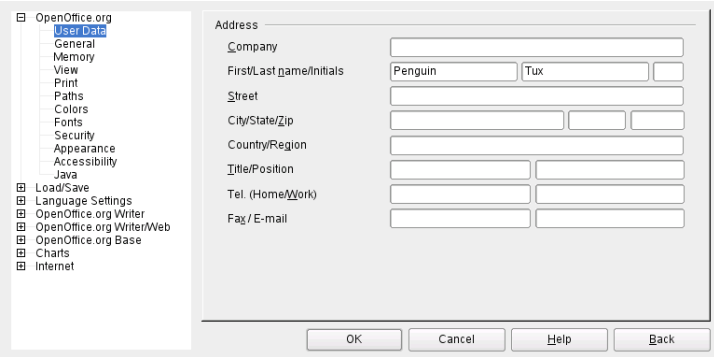 OpenOffice.org
User Data
General
Memory
View
Print
Paths
Colors
Fonts
Security
Appearance
Accessibility
Java
Load/Save
Language Settings
OpenOffice.org Writer
OpenOffice.org Writer/Web
OpenOffice.org Base
Charts
Internet
Address
Company
First/Last name/Initials Penguin Tux
Street
City/State/Zip
Country/Region
Title/Position
Tel. (Home/Work)
Fax / E-mail
OK Cancel Help Back